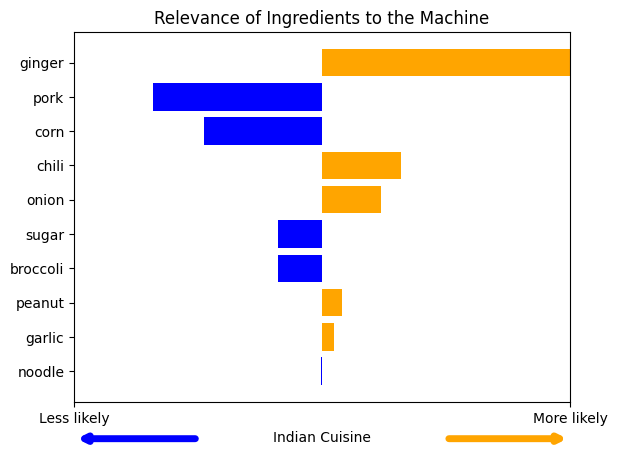 Relevance of Ingredients to the Machine
ginger
pork
corn
chili
onion
sugar
broccoli
peanut
garlic
noodle
Less likely
More likely
Indian Cuisine